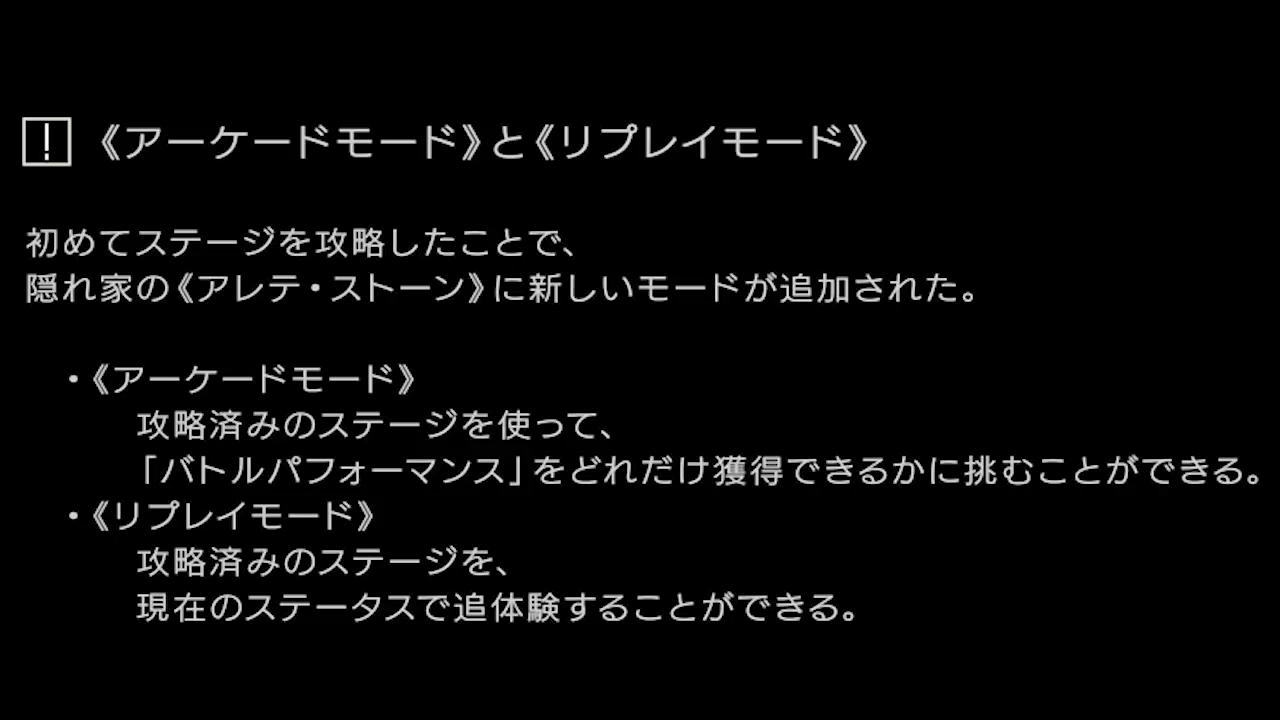 ! 《アーケードモード》と《リプレイモード》
初めてステージを攻略したことで、
隠れ家の《アレテ・ストーン》に新しいモードが追加された。
・《アーケードモード》
攻略済みのステージを使って、
「バトルパフォーマンス」をどれだけ獲得できるかに挑むことができる。
・《リプレイモード》
攻略済みのステージを、
現在のステータスで追体験することができる。